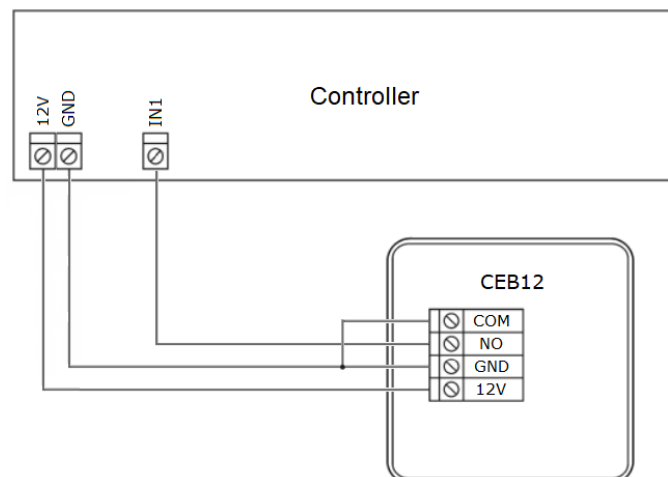 12V
GND
IN1
Controller
CEB12
COM
NO
GND
12V